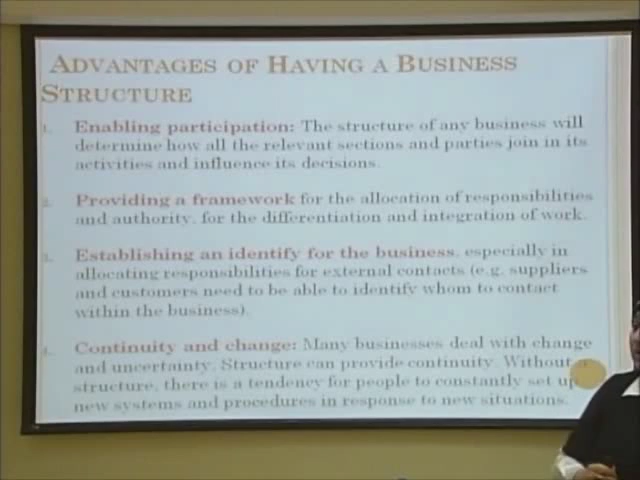 ADVANTAGES OF HAVING A BUSINESS
STRUCTURE
1. Enabling participation: The structure of any business will
determine how all the relevant sections and parties join in its
activities and influence its decisions.
2. Providing a framework for the allocation of responsibilities
and authority, for the differentiation and integration of work.
3. Establishing an identify for the business, especially in
allocating responsibilities for external contacts (e.g. suppliers
and customers need to be able to identify whom to contact
within the business).
4. Continuity and change: Many businesses deal with change
and uncertainty. Structure can provide continuity. Without a
structure, there is a tendency for people to constantly set up
new systems and procedures in response to new situations.